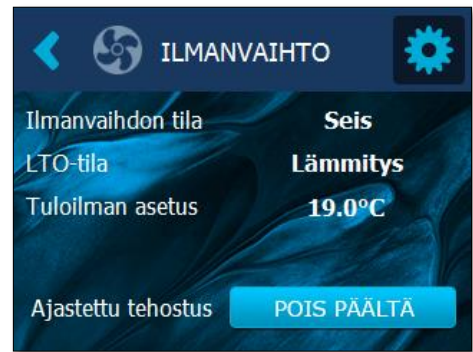 ILMANVAIHTO
Ilmanvaihdon tila Seis
LTO-tila Lämmitys
Tuloilman asetus 19.0°C
Ajastettu tehostus POIS PÄÄLTÄ